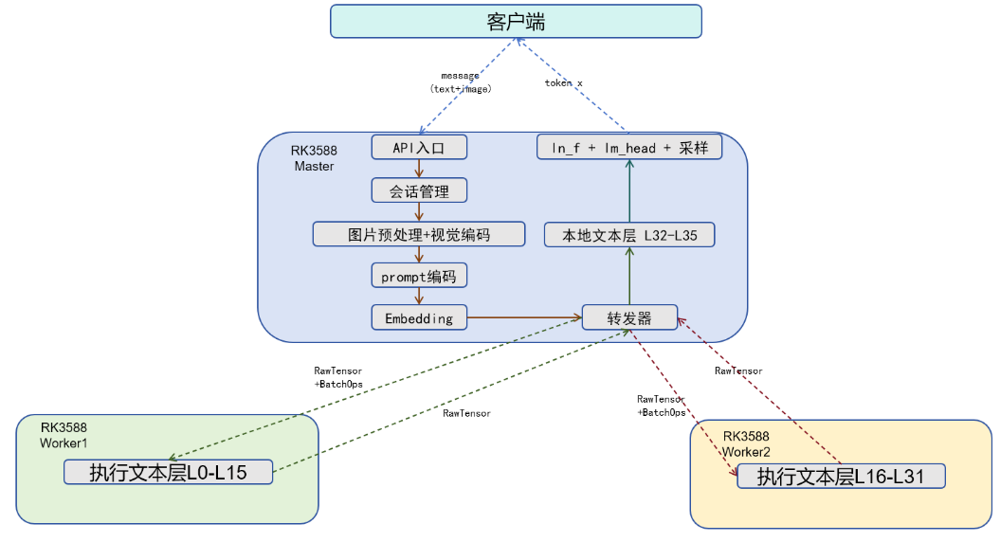 客户端
message
(text+image)
token x
RK3588
Master
API入口
ln_f + lm_head + 采样
会话管理
图片预处理+视觉编码
本地文本层 L32-L35
prompt编码
Embedding
转发器
RawTensor
+BatchOps
RawTensor
RawTensor
+BatchOps
RawTensor
RK3588
Worker1
执行文本层L0-L15
RK3588
Worker2
执行文本层L16-L31